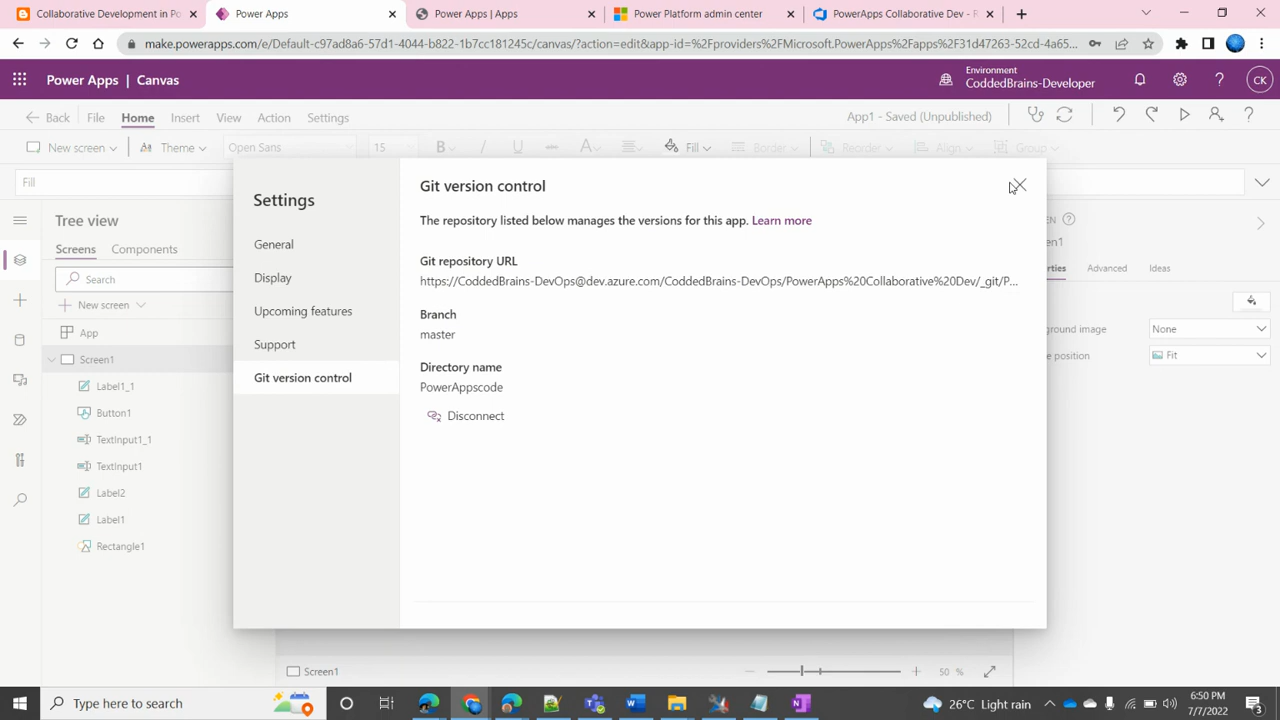 Collaborative Development in Po
Power Apps
Power Apps | Apps
Power Platform admin center
PowerApps Collaborative Dev - R
make.powerapps.com/e/Default-c97ad8a6-57d1-4044-b822-1b7cc181245c/canvas/?action=edit&app-id=%2Fproviders%2FMicrosoft.PowerApps%2Fapps%2F31d47263-52cd-4a65...
Power Apps | Canvas
Environment
CoddedBrains-Developer
CK
Back
File
Home
Insert
View
Action
Settings
App1 - Saved (Unpublished)
New screen
Theme
Open Sans
15
B
Fill
Border
Reorder
Align
Group
Fill
Tree view
Screens
Components
Search
New screen
App
Screen1
Label1_1
Button1
TextInput1_1
TextInput1
Label2
Label1
Rectangle1
Settings
General
Display
Upcoming features
Support
Git version control
Git version control
The repository listed below manages the versions for this app. Learn more
Git repository URL
https://CoddedBrains-DevOps@dev.azure.com/CoddedBrains-DevOps/PowerApps%20Collaborative%20Dev/_git/P...
Branch
master
Directory name
PowerAppscode
Disconnect
EN
en1
rties
Advanced
Ideas
ground image
None
e position
Fit
Screen1
50 %
Type here to search
26°C Light rain
6:50 PM
7/7/2022
3